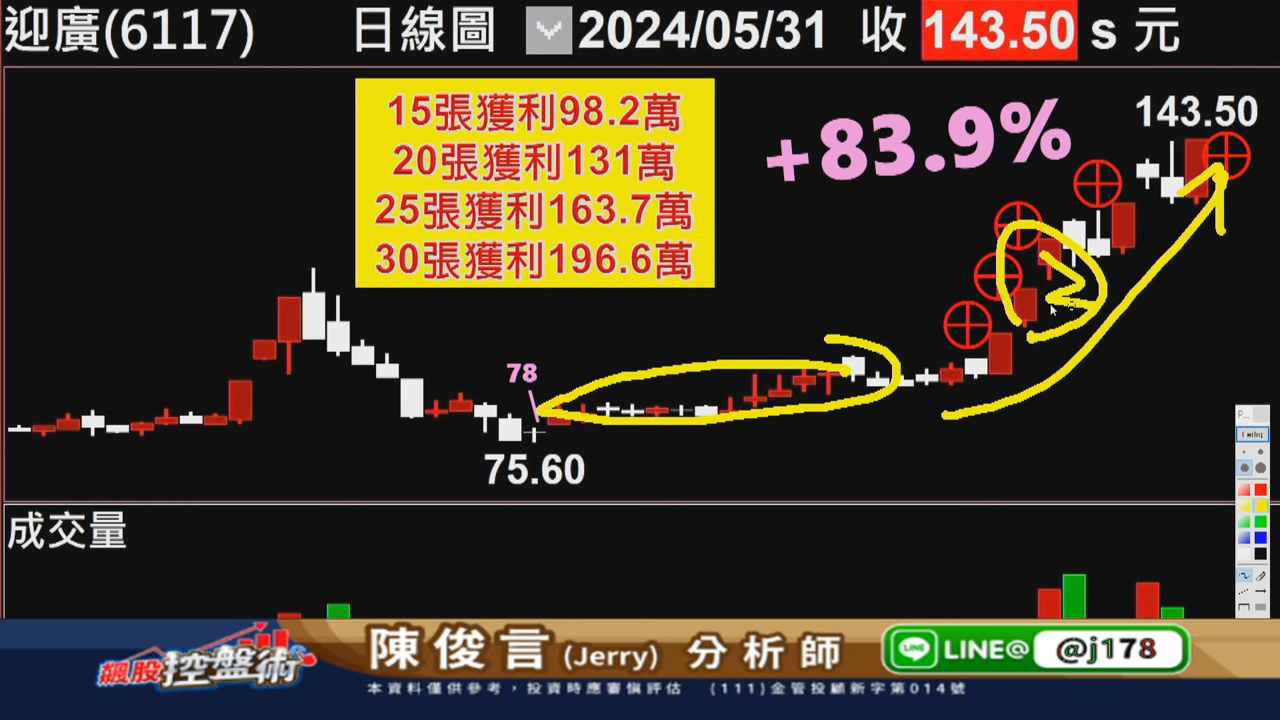 迎廣(6117) 日線圖 2024/05/31 收 143.50 s 元
15張獲利98.2萬
20張獲利131萬
25張獲利163.7萬
30張獲利196.6萬
+83.9%
143.50
78
75.60
P...
成交量
飆股控盤術
陳俊言(Jerry) 分析師
LINE LINE@ @j178
本資料僅供參考，投資時應審慎評估 (111)金管投顧新字第014號